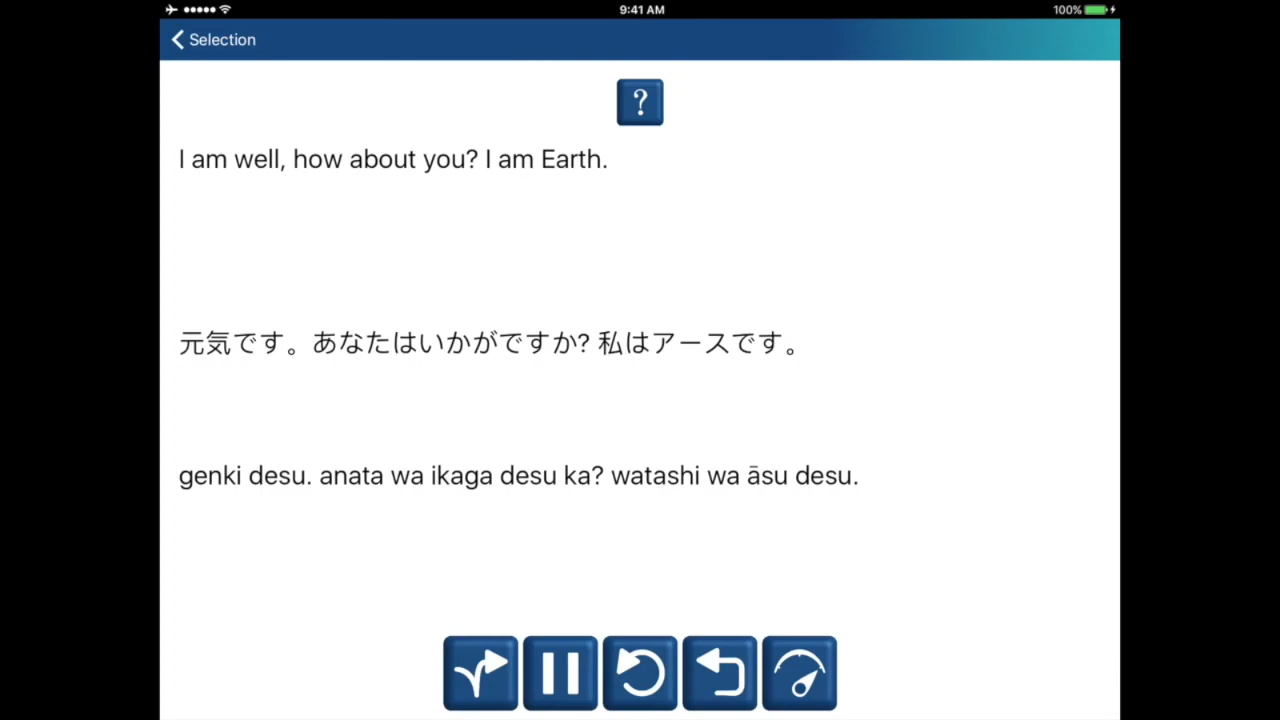 9:41 AM
100%
Selection
?
I am well, how about you? I am Earth.
元気です。あなたはいかがですか? 私はアースです。
genki desu. anata wa ikaga desu ka? watashi wa āsu desu.